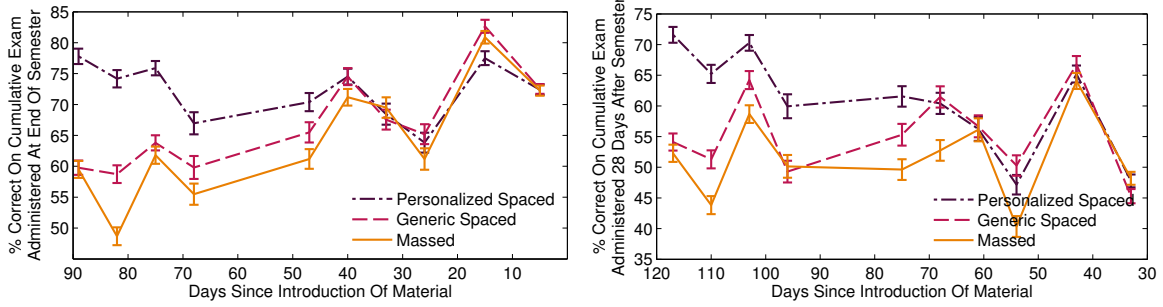 % Correct On Cumulative Exam
Administered At End Of Semester
85
80
75
70
65
60
55
50
90 80 70 60 50 40 30 20 10
Days Since Introduction Of Material
Personalized Spaced
Generic Spaced
Massed
% Correct On Cumulative Exam
Administered 28 Days After Semester
75
70
65
60
55
50
45
40
35
120 110 100 90 80 70 60 50 40 30
Days Since Introduction Of Material
Personalized Spaced
Generic Spaced
Massed